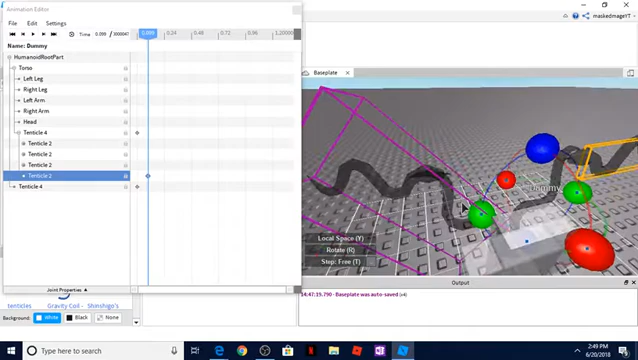 Animation Editor
File Edit Settings
Time 0.099
0.099 0.24 0.48 0.72 0.96 1.20000
Name: Dummy
HumanoidRootPart
Torso
Left Leg
Right Leg
Left Arm
Right Arm
Head
Tenticle 4
Tenticle 2
Tenticle 2
Tenticle 2
Tenticle 2
Tenticle 4
Joint Properties
tenticles Gravity Coil - Shinshigo's
Background: White Black None
maskedmageYT
Baseplate
Dummy
Local Space (Y)
Rotate (R)
Step: Free (T)
Output
14:47:15.790 - Baseplate was auto-saved (x4)
Type here to search
2:49 PM
6/20/2018